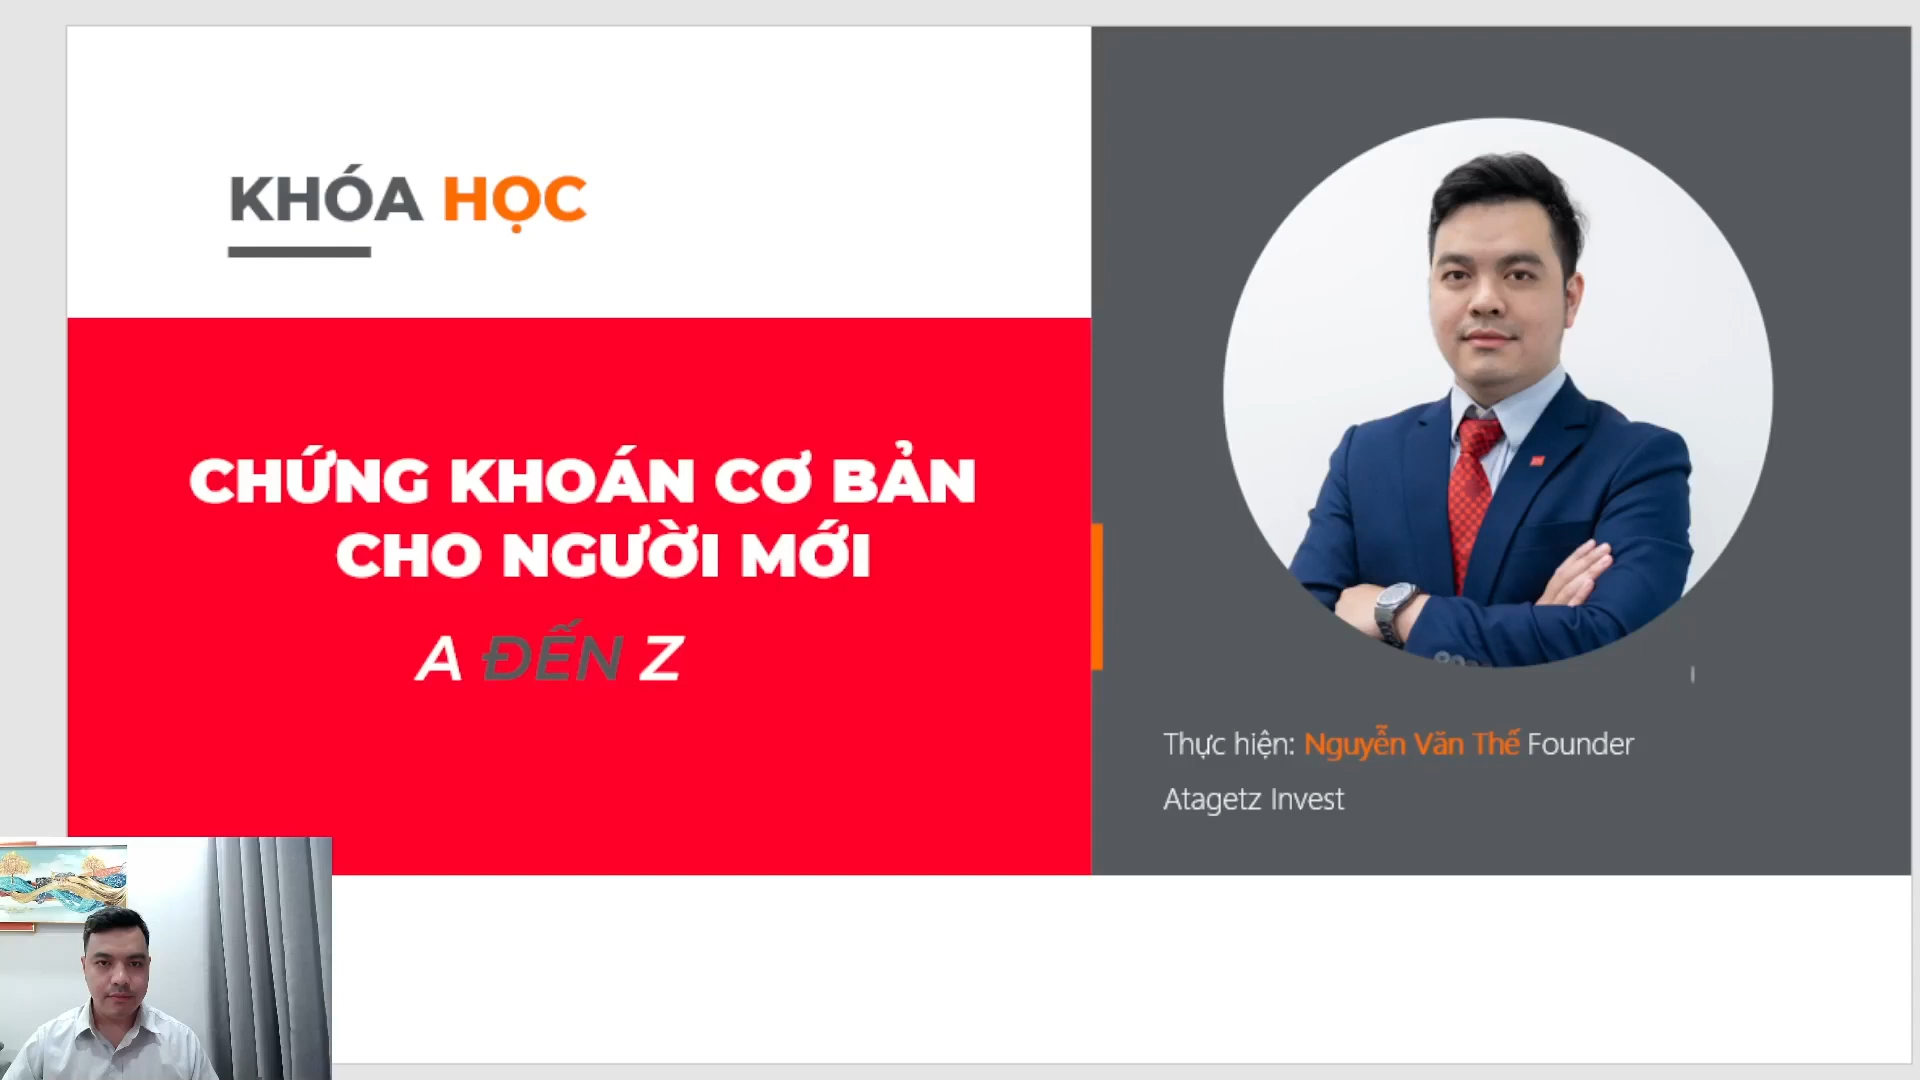 KHÓA HỌC
CHỨNG KHOÁN CƠ BẢN
CHO NGƯỜI MỚI
A ĐẾN Z
Thực hiện: Nguyễn Văn Thế Founder
Atagetz Invest